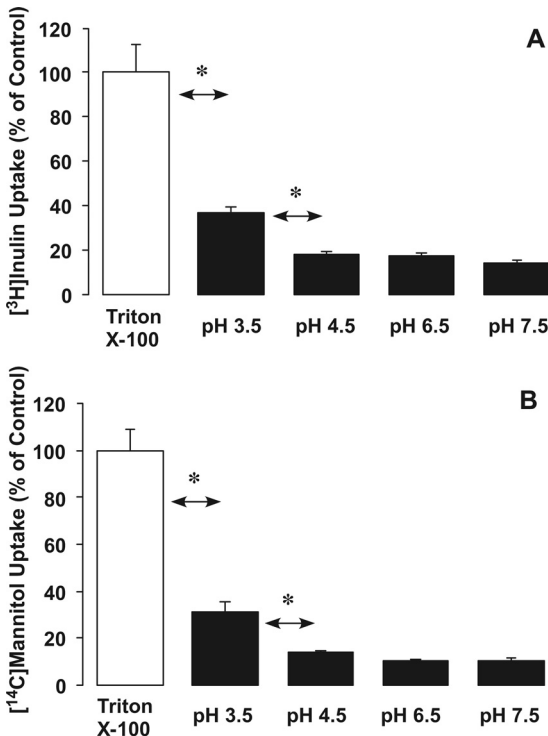 A
[³H]Inulin Uptake (% of Control)
120
100
80
60
40
20
0
*
*
Triton
X-100
pH 3.5
pH 4.5
pH 6.5
pH 7.5
B
[¹⁴C]Mannitol Uptake (% of Control)
120
100
80
60
40
20
0
*
*
Triton
X-100
pH 3.5
pH 4.5
pH 6.5
pH 7.5